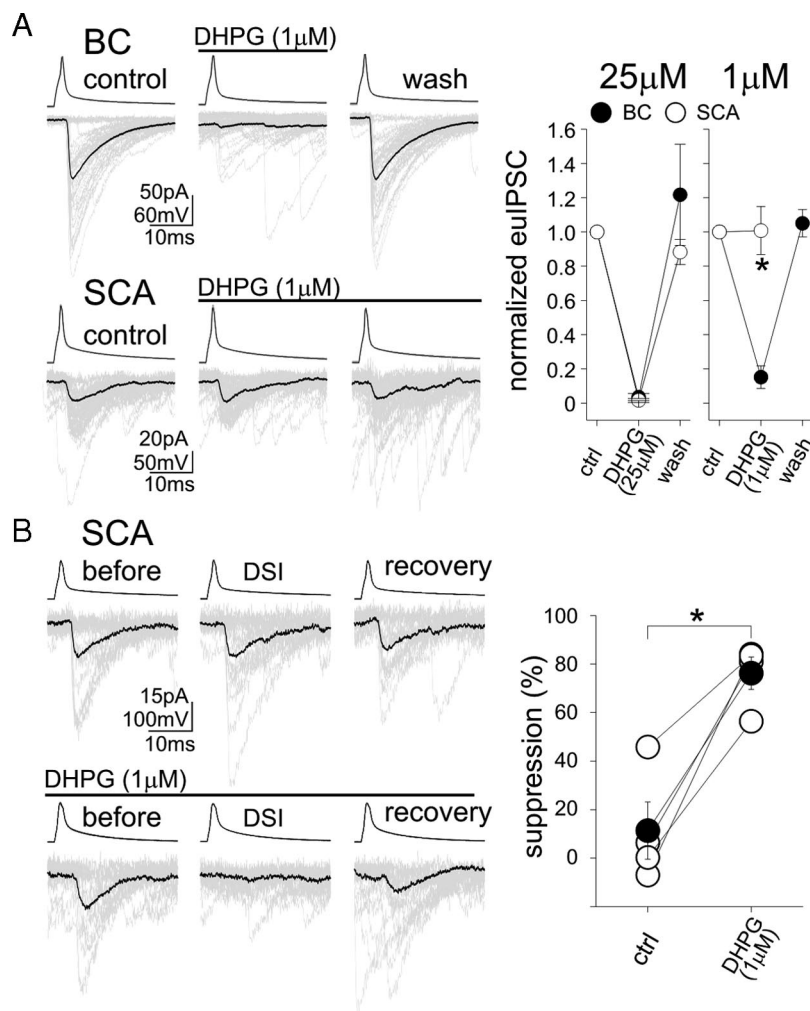 A
BC
DHPG (1μM)
control
wash
50pA
60mV
10ms
SCA
DHPG (1μM)
control
20pA
50mV
10ms
25μM 1μM
BC SCA
normalized euIPSC
1.6
1.4
1.2
1.0
0.8
0.6
0.4
0.2
0
*
ctrl
DHPG
(25μM)
wash
ctrl
DHPG
(1μM)
wash
B
SCA
before
DSI
recovery
15pA
100mV
10ms
DHPG (1μM)
before
DSI
recovery
suppression (%)
100
80
60
40
20
0
*
ctrl
DHPG
(1μM)